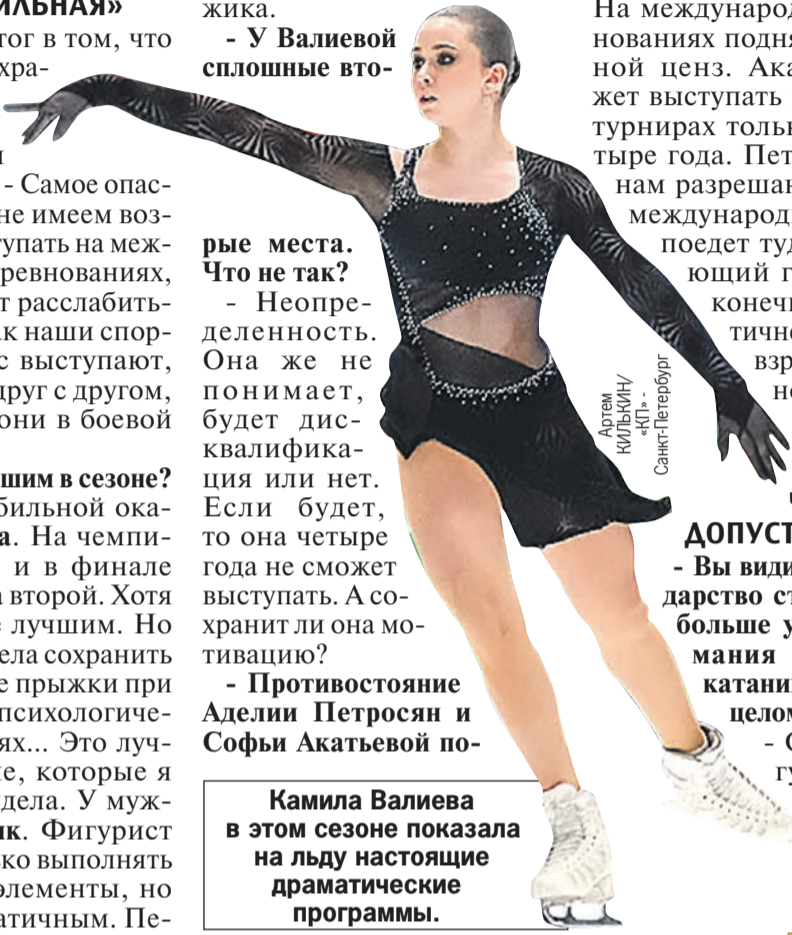 ИЛЬНАЯ»
тог в том, что
хра-
- Самое опас-
не имеем воз-
тупать на меж-
ревнованиях,
т расслабить-
ак наши спор-
с выступают,
друг с другом,
они в боевой
шим в сезоне?
бильной ока-
а. На чемпи-
и в финале
а второй. Хотя
е лучшим. Но
ела сохранить
е прыжки при
психологиче-
ях... Это луч-
ие, которые я
дела. У муж-
ик. Фигурист
ко выполнять
элементы, но
атичным. Пе-
жика.
- У Валиевой
сплошные вто-
рые места.
Что не так?
- Неопре-
деленность.
Она же не
понимает,
будет дис-
квалифика-
ция или нет.
Если будет,
то она четыре
года не сможет
выступать. А со-
хранит ли она мо-
тивацию?
- Противостояние
Аделии Петросян и
Софьи Акатьевой по-
Камила Валиева
в этом сезоне показала
на льду настоящие
драматические
программы.
Артем
КИЛЬКИН/
«КП» -
Санкт-Петербург
На международ
нованиях подня
ной ценз. Ака
жет выступать
турнирах тольк
тыре года. Пет
нам разрешаю
международ
поедет туд
ющий г
конечн
тично
взр
не
ДОПУСТ
- Вы види
дарство ст
больше у
мания
катани
целом
- С
гу